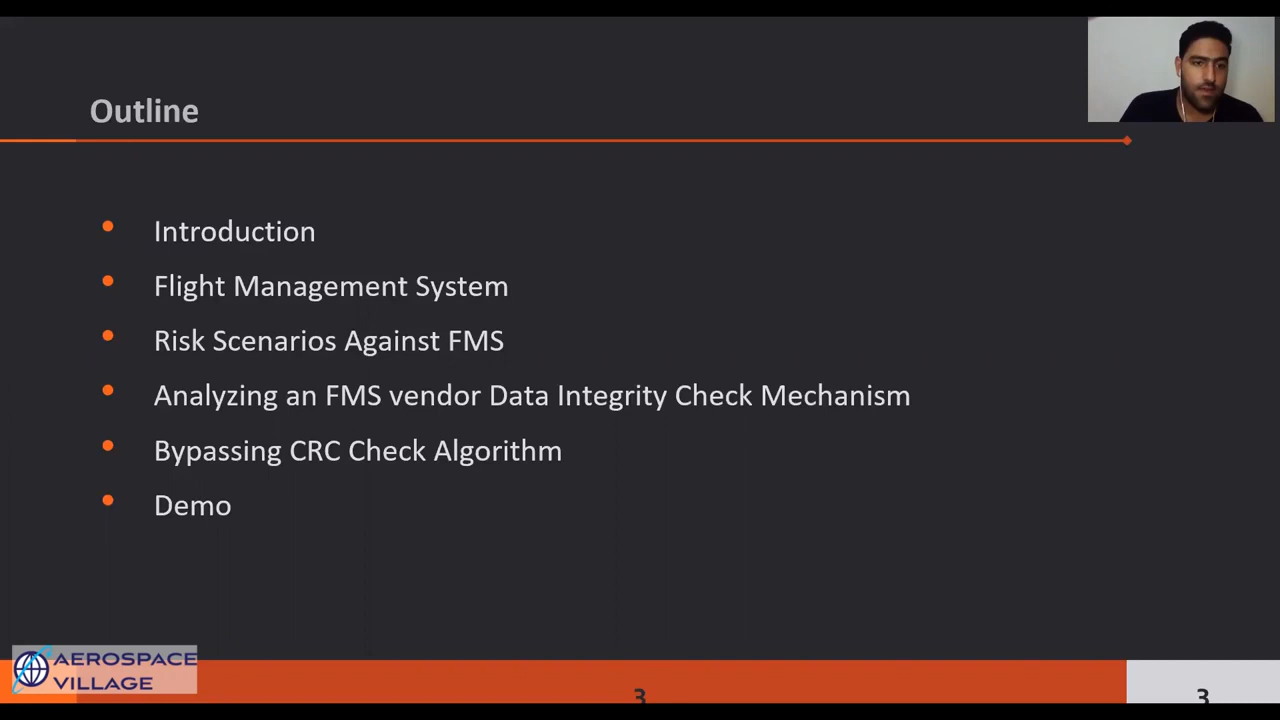 Outline
Introduction
Flight Management System
Risk Scenarios Against FMS
Analyzing an FMS vendor Data Integrity Check Mechanism
Bypassing CRC Check Algorithm
Demo
AEROSPACE
VILLAGE
3
3